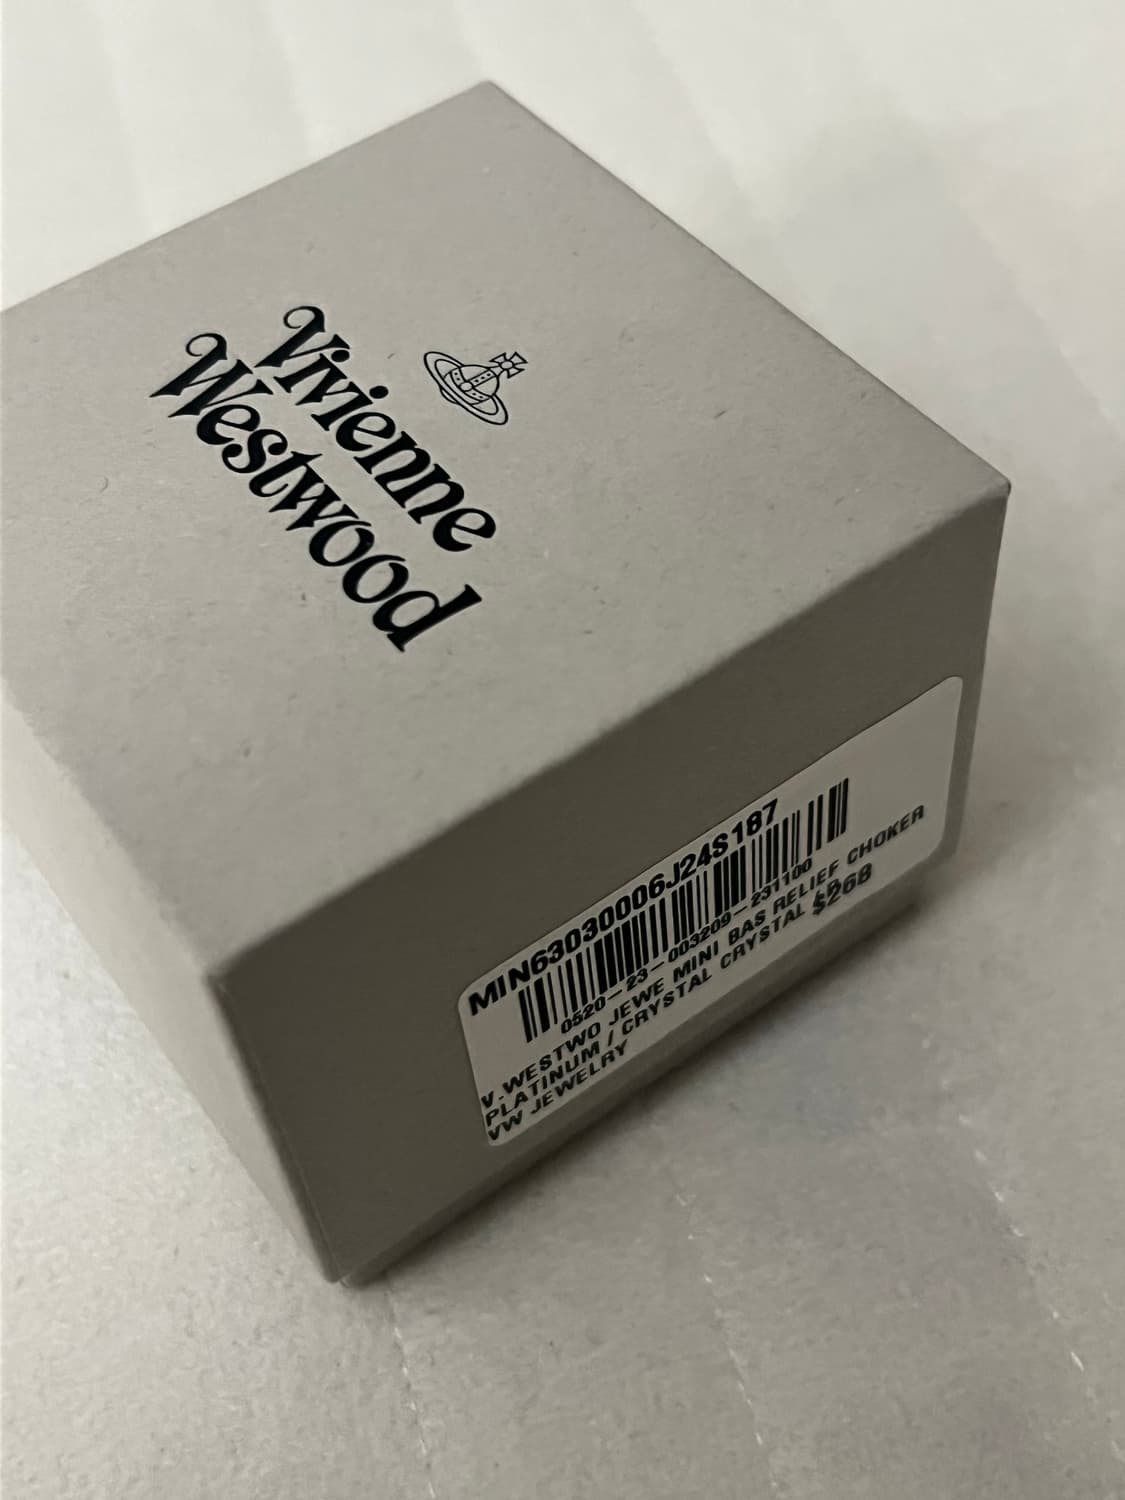 Vivienne
Westwood
MIN63030006J24S187
0520-23-003209-231100
V.WESTWO JEWE MINI BAS RELIEF CHOKER
PLATINUM / CRYSTAL CRYSTAL
$268
VW JEWELRY